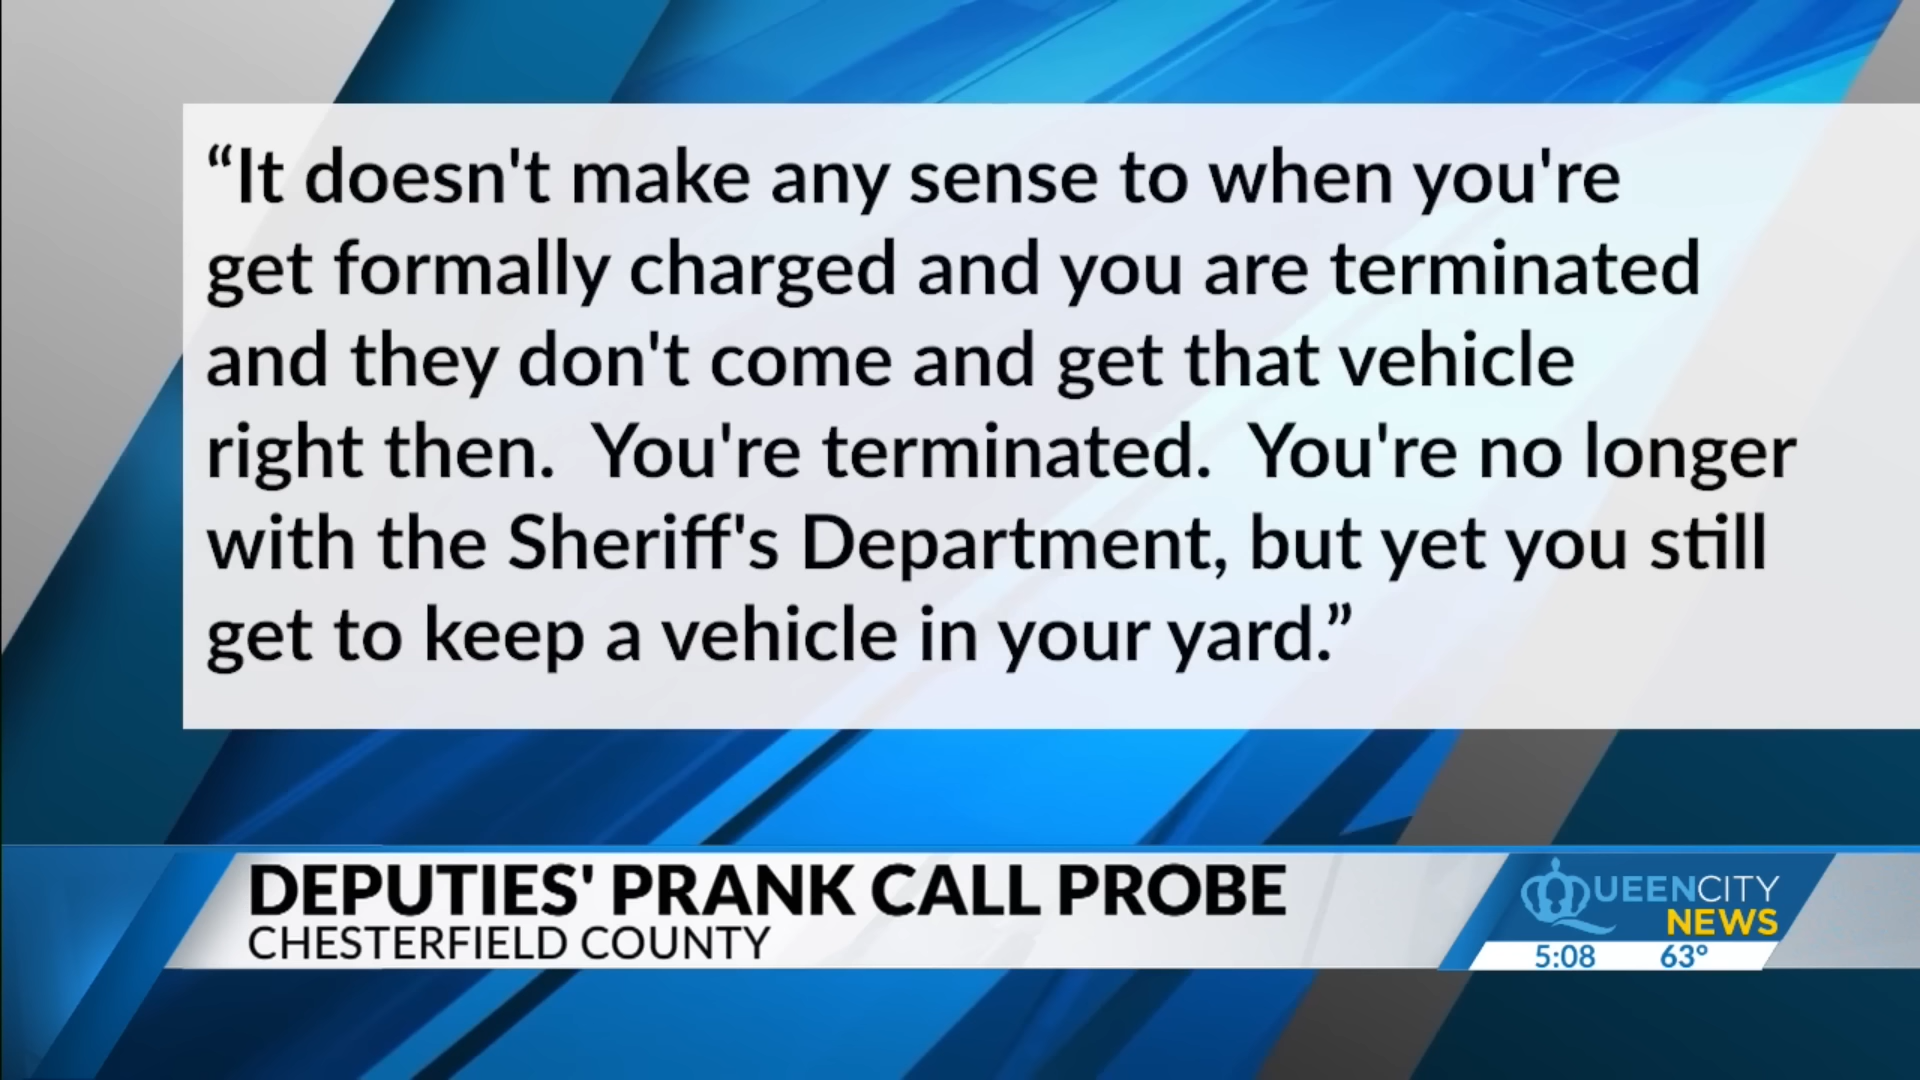 “It doesn't make any sense to when you're
get formally charged and you are terminated
and they don't come and get that vehicle
right then.  You're terminated.  You're no longer
with the Sheriff's Department, but yet you still
get to keep a vehicle in your yard.”
DEPUTIES' PRANK CALL PROBE
CHESTERFIELD COUNTY
QUEENCITY
NEWS
5:08 63°